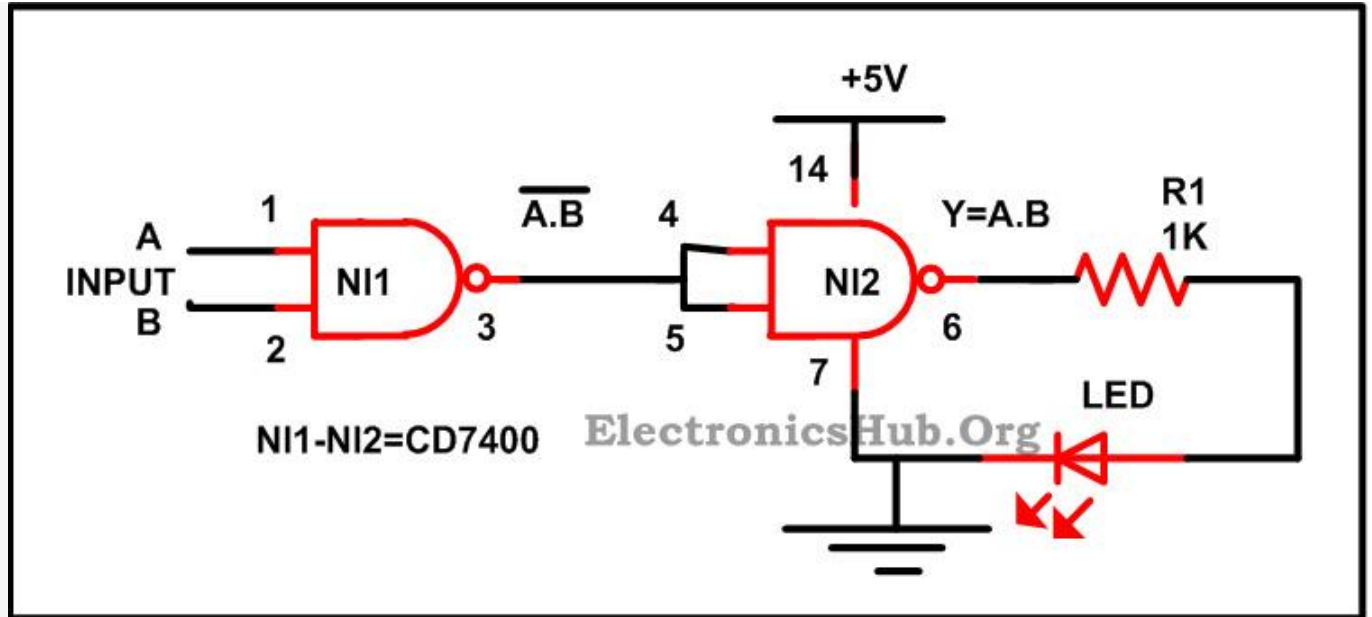 +5V
14
R1
1K
A.B
Y=A.B
1
4
A
INPUT
B
NI1
NI2
2
3
5
6
7
LED
NI1-NI2=CD7400
ElectronicsHub.Org